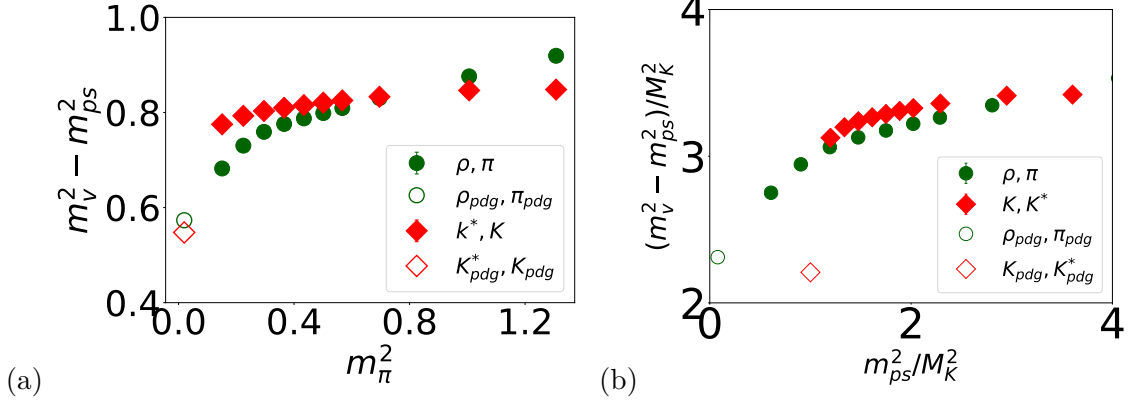 1.0
0.8
0.6
0.4
m_v^2 − m_ps^2
0.0 0.4 0.8 1.2
m_π^2
ρ, π
ρ_pdg, π_pdg
k^*, K
K^*_pdg, K_pdg
(a)
4
3
2
(m_v^2 − m_ps^2)/M_K^2
0 2 4
m_ps^2/M_K^2
ρ, π
K, K^*
ρ_pdg, π_pdg
K_pdg, K^*_pdg
(b)